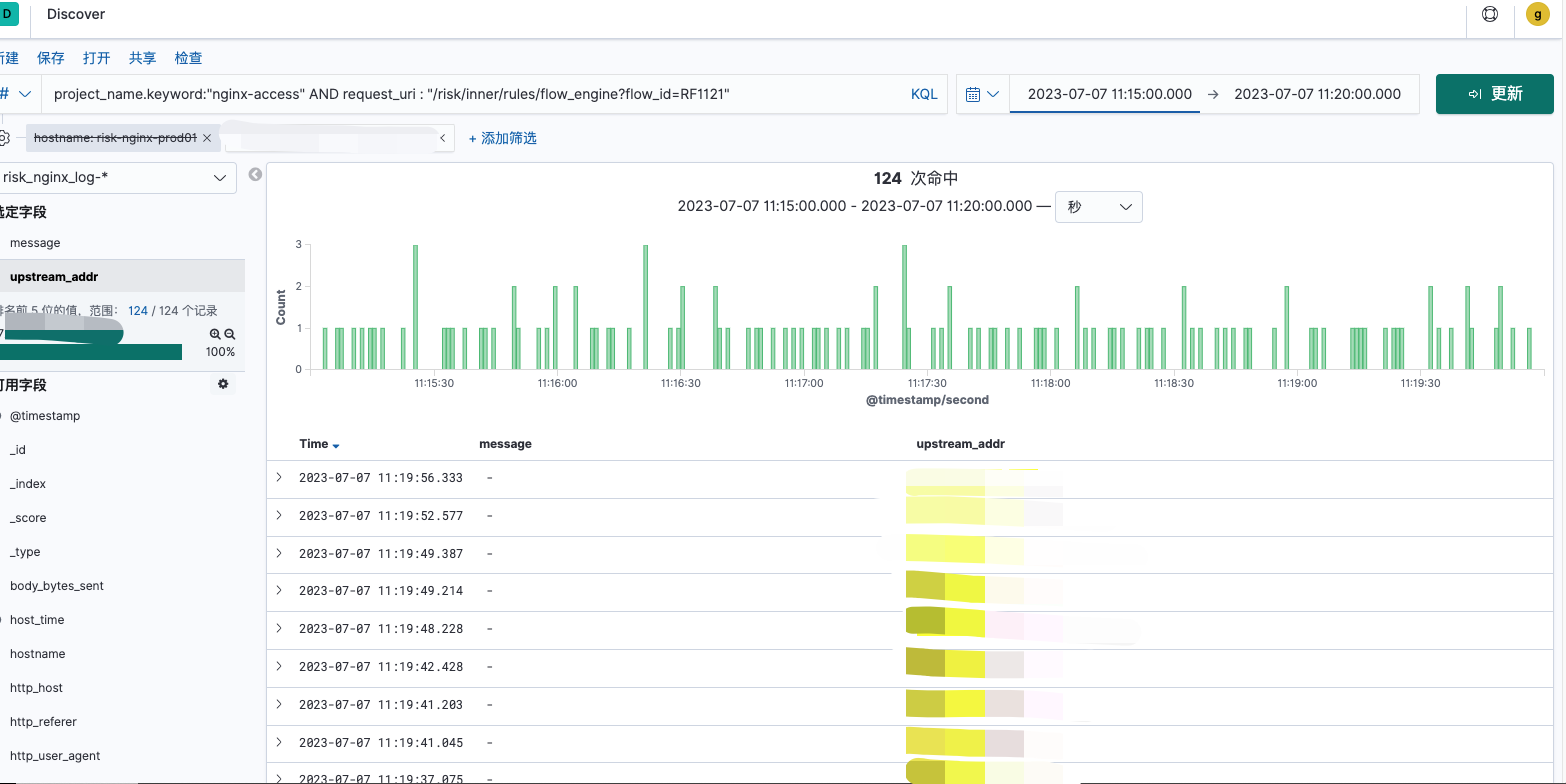 D
Discover
g
新建 保存 打开 共享 检查
# project_name.keyword:"nginx-access" AND request_uri : "/risk/inner/rules/flow_engine?flow_id=RF1121" KQL 2023-07-07 11:15:00.000 → 2023-07-07 11:20:00.000 更新
hostname: risk-nginx-prod01 × + 添加筛选
risk_nginx_log-*
选定字段
message
upstream_addr
排名前 5 位的值，范围： 124 / 124 个记录
100%
可用字段
@timestamp
_id
_index
_score
_type
body_bytes_sent
host_time
hostname
http_host
http_referer
http_user_agent
124 次命中
2023-07-07 11:15:00.000 - 2023-07-07 11:20:00.000 — 秒
Count
3
2
1
0
11:15:30 11:16:00 11:16:30 11:17:00 11:17:30 11:18:00 11:18:30 11:19:00 11:19:30
@timestamp/second
Time message upstream_addr
2023-07-07 11:19:56.333 -
2023-07-07 11:19:52.577 -
2023-07-07 11:19:49.387 -
2023-07-07 11:19:49.214 -
2023-07-07 11:19:48.228 -
2023-07-07 11:19:42.428 -
2023-07-07 11:19:41.203 -
2023-07-07 11:19:41.045 -
2023-07-07 11:19:37.075 -